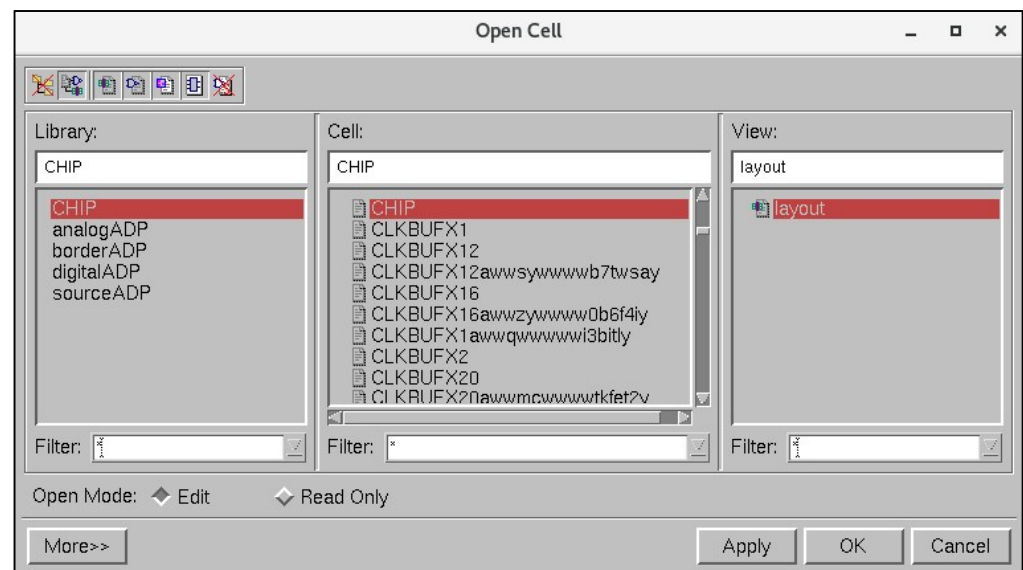 Open Cell
Library:
CHIP
CHIP
analogADP
borderADP
digitalADP
sourceADP
Filter: *
Cell:
CHIP
CHIP
CLKBUFX1
CLKBUFX12
CLKBUFX12awwsywwwwb7twsay
CLKBUFX16
CLKBUFX16awwzywwww0b6f4iy
CLKBUFX1awwqwwwwwi3bitly
CLKBUFX2
CLKBUFX20
CLKBUFX20awwmcwwwwtkfet2y
Filter: *
View:
layout
layout
Filter: *
Open Mode: Edit Read Only
More>> Apply OK Cancel